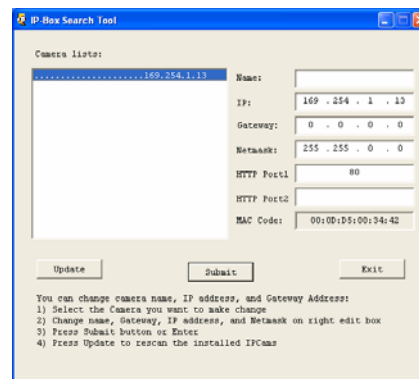 IP-Box Search Tool
Camera lists:
.....................169.254.1.13
Name:
IP: 169 . 254 . 1 . 13
Gateway: 0 . 0 . 0 . 0
Netmask: 255 . 255 . 0 . 0
HTTP Port1 80
HTTP Port2
MAC Code: 00:0D:D5:00:34:42
Update Submit Exit
You can change camera name, IP address, and Gateway Address:
1) Select the Camera you want to make change
2) Change name, Gateway, IP address, and Netmask on right edit box
3) Press Submit button or Enter
4) Press Update to rescan the installed IPCams